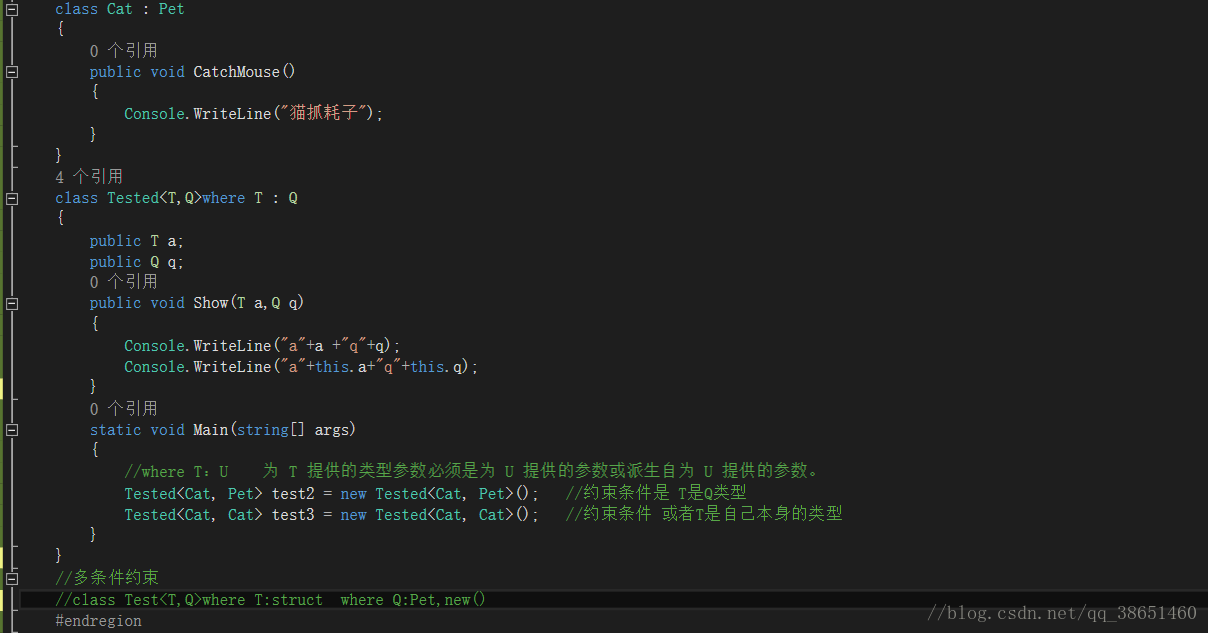 class Cat : Pet
{
0 个引用
public void CatchMouse()
{
Console.WriteLine("猫抓耗子");
}
}
4 个引用
class Tested<T,Q>where T : Q
{
public T a;
public Q q;
0 个引用
public void Show(T a,Q q)
{
Console.WriteLine("a"+a +"q"+q);
Console.WriteLine("a"+this.a+"q"+this.q);
}
0 个引用
static void Main(string[] args)
{
//where T：U    为 T 提供的类型参数必须是为 U 提供的参数或派生自为 U 提供的参数。
Tested<Cat, Pet> test2 = new Tested<Cat, Pet>();   //约束条件是 T是Q类型
Tested<Cat, Cat> test3 = new Tested<Cat, Cat>();   //约束条件 或者T是自己本身的类型
}
}
//多条件约束
//class Test<T,Q>where T:struct  where Q:Pet,new()
#endregion
//blog.csdn.net/qq_38651460